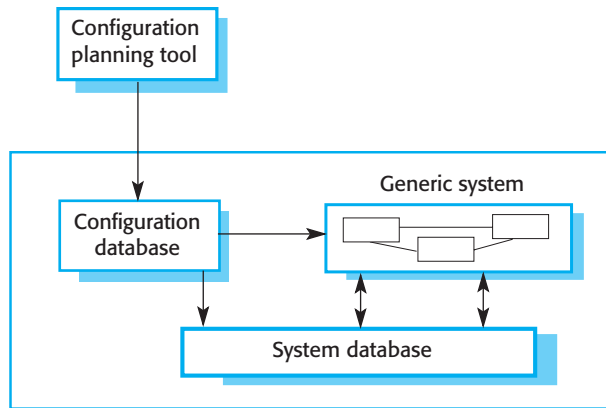 Configuration
planning tool
Generic system
Configuration
database
System database